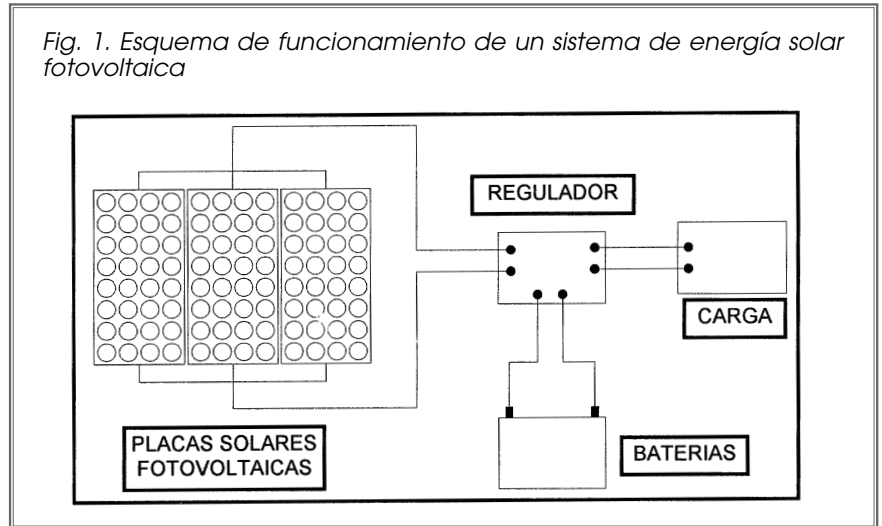 Fig. 1. Esquema de funcionamiento de un sistema de energía solar
fotovoltaica
REGULADOR
CARGA
PLACAS SOLARES
FOTOVOLTAICAS
BATERIAS